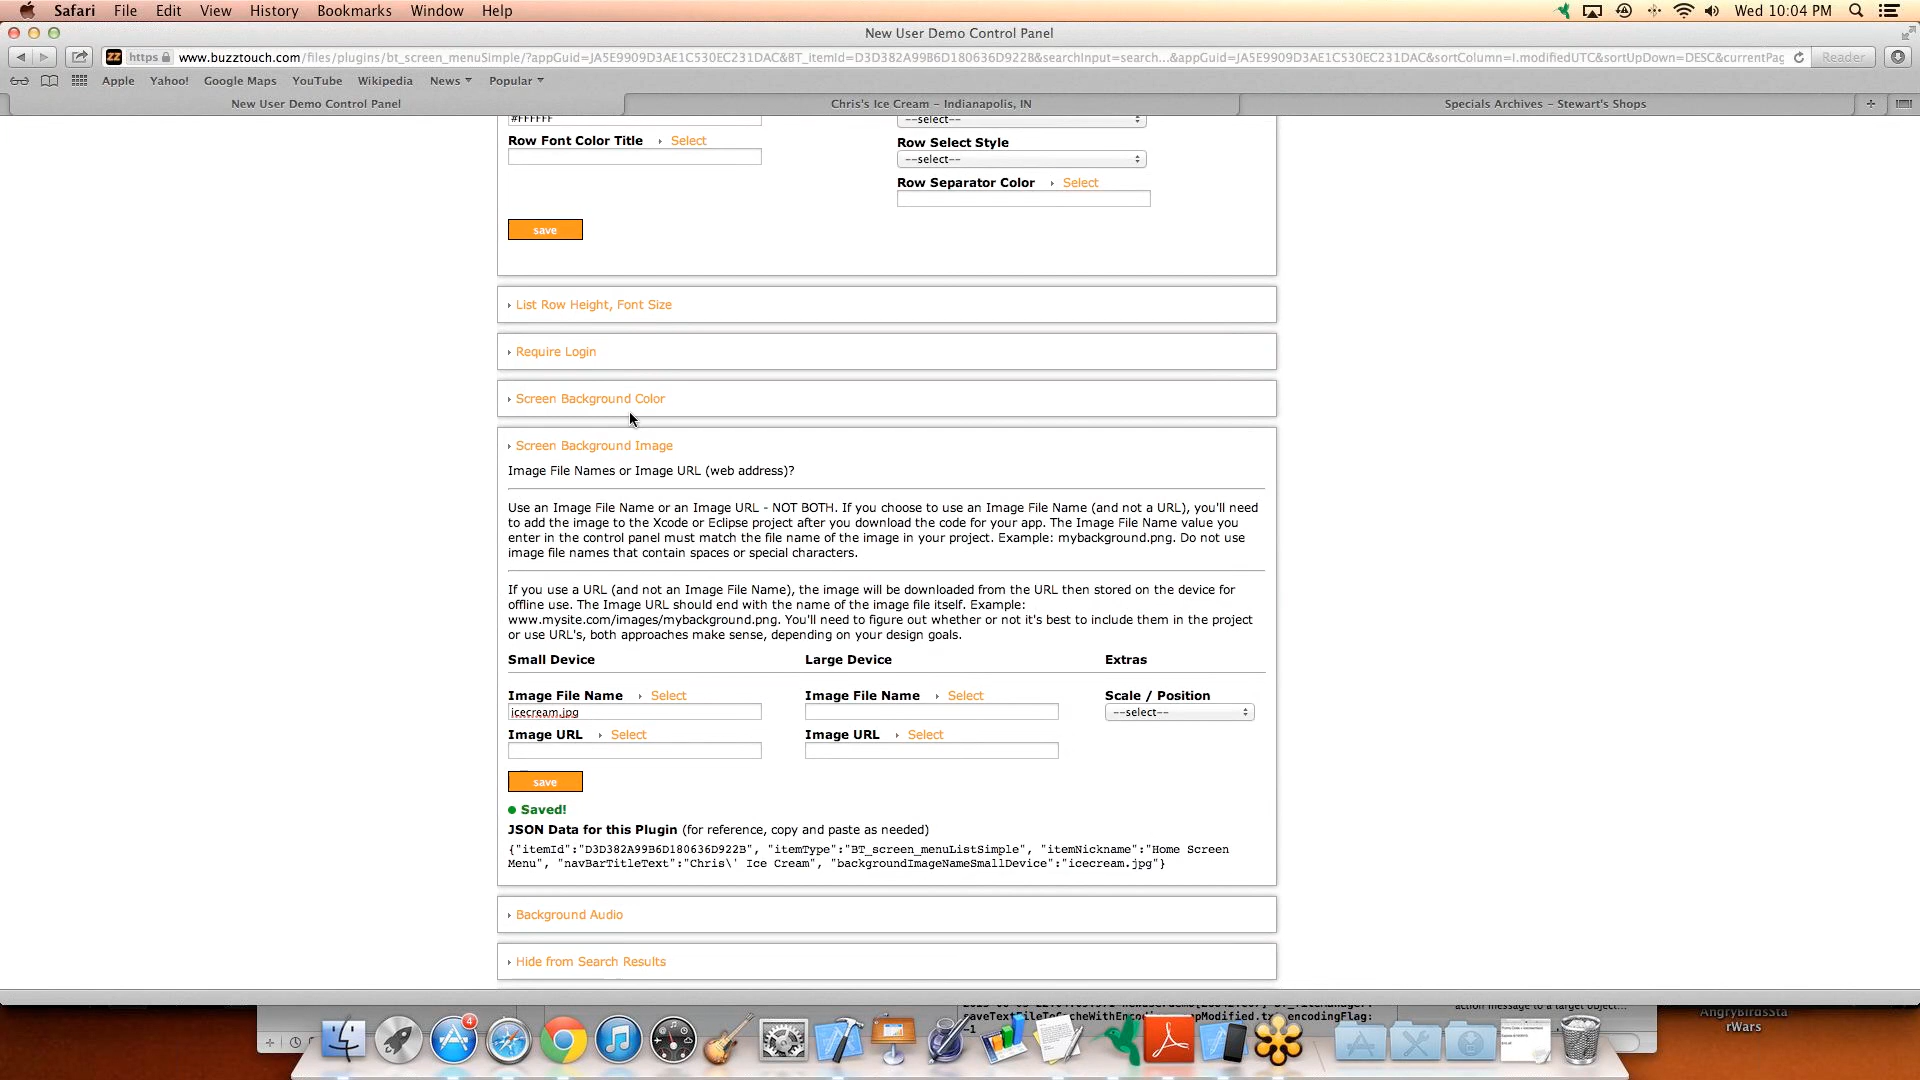 Safari File Edit View History Bookmarks Window Help Wed 10:04 PM
New User Demo Control Panel
https www.buzztouch.com/files/plugins/bt_screen_menuSimple/?appGuid=JA5E9909D3AE1C530EC231DAC&BT_itemId=D3D382A99B6D180636D922B&searchInput=search...&appGuid=JA5E9909D3AE1C530EC231DAC&sortColumn=I.modifiedUTC&sortUpDown=DESC&currentPag Reader
Apple Yahoo! Google Maps YouTube Wikipedia News Popular
New User Demo Control Panel Chris's Ice Cream – Indianapolis, IN Specials Archives – Stewart's Shops
#FFFFFF --select--
Row Font Color Title Select Row Select Style
--select--
Row Separator Color Select
save
List Row Height, Font Size
Require Login
Screen Background Color
Screen Background Image
Image File Names or Image URL (web address)?
Use an Image File Name or an Image URL - NOT BOTH. If you choose to use an Image File Name (and not a URL), you'll need
to add the image to the Xcode or Eclipse project after you download the code for your app. The Image File Name value you
enter in the control panel must match the file name of the image in your project. Example: mybackground.png. Do not use
image file names that contain spaces or special characters.
If you use a URL (and not an Image File Name), the image will be downloaded from the URL then stored on the device for
offline use. The Image URL should end with the name of the image file itself. Example:
www.mysite.com/images/mybackground.png. You'll need to figure out whether or not it's best to include them in the project
or use URL's, both approaches make sense, depending on your design goals.
Small Device Large Device Extras
Image File Name Select Image File Name Select Scale / Position
icecream.jpg --select--
Image URL Select Image URL Select
save
Saved!
JSON Data for this Plugin (for reference, copy and paste as needed)
{"itemId":"D3D382A99B6D180636D922B", "itemType":"BT_screen_menuListSimple", "itemNickname":"Home Screen
Menu", "navBarTitleText":"Chris\' Ice Cream", "backgroundImageNameSmallDevice":"icecream.jpg"}
Background Audio
Hide from Search Results
action message to a target object...
encodingFlag:
-1
AngryBirdsSta
rWars
4